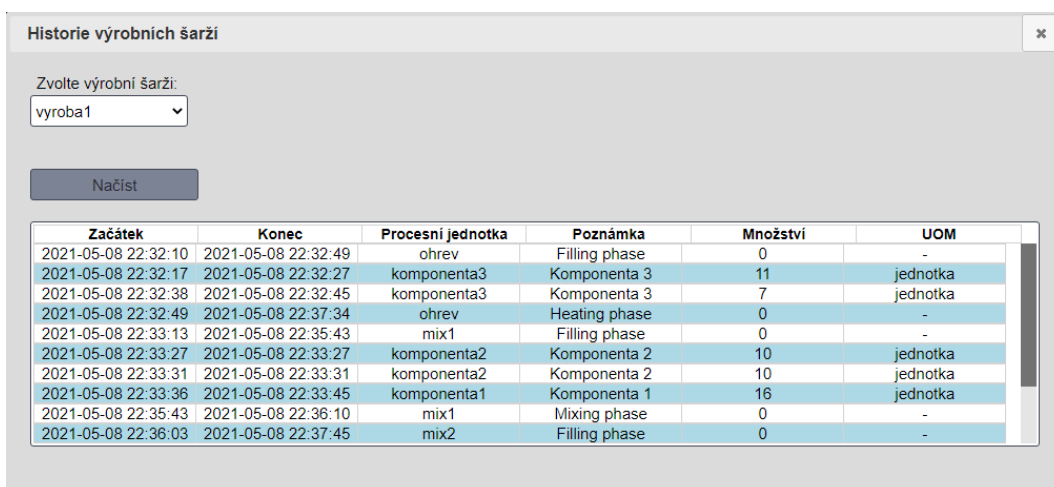 Historie výrobních šarží
Zvolte výrobní šarži:
vyroba1
Načíst
Začátek Konec Procesní jednotka Poznámka Množství UOM
2021-05-08 22:32:10 2021-05-08 22:32:49 ohrev Filling phase 0 -
2021-05-08 22:32:17 2021-05-08 22:32:27 komponenta3 Komponenta 3 11 jednotka
2021-05-08 22:32:38 2021-05-08 22:32:45 komponenta3 Komponenta 3 7 jednotka
2021-05-08 22:32:49 2021-05-08 22:37:34 ohrev Heating phase 0 -
2021-05-08 22:33:13 2021-05-08 22:35:43 mix1 Filling phase 0 -
2021-05-08 22:33:27 2021-05-08 22:33:27 komponenta2 Komponenta 2 10 jednotka
2021-05-08 22:33:31 2021-05-08 22:33:31 komponenta2 Komponenta 2 10 jednotka
2021-05-08 22:33:36 2021-05-08 22:33:45 komponenta1 Komponenta 1 16 jednotka
2021-05-08 22:35:43 2021-05-08 22:36:10 mix1 Mixing phase 0 -
2021-05-08 22:36:03 2021-05-08 22:37:45 mix2 Filling phase 0 -